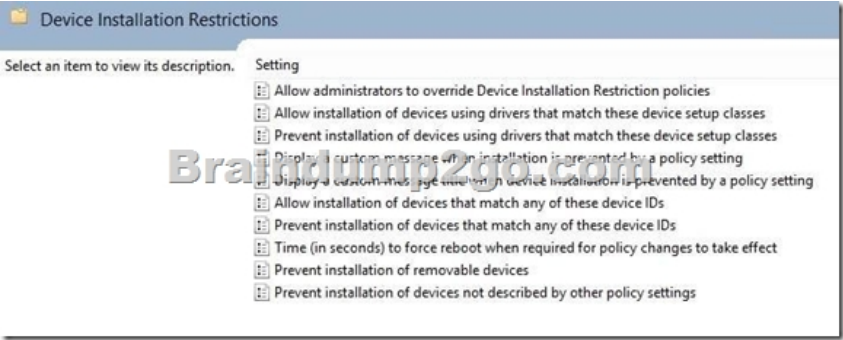 Device Installation Restrictions
Select an item to view its description.
Setting
Allow administrators to override Device Installation Restriction policies
Allow installation of devices using drivers that match these device setup classes
Prevent installation of devices using drivers that match these device setup classes
Display a custom message when installation is prevented by a policy setting
Braindump2go.com
Display a custom message title when device installation is prevented by a policy setting
Allow installation of devices that match any of these device IDs
Prevent installation of devices that match any of these device IDs
Time (in seconds) to force reboot when required for policy changes to take effect
Prevent installation of removable devices
Prevent installation of devices not described by other policy settings